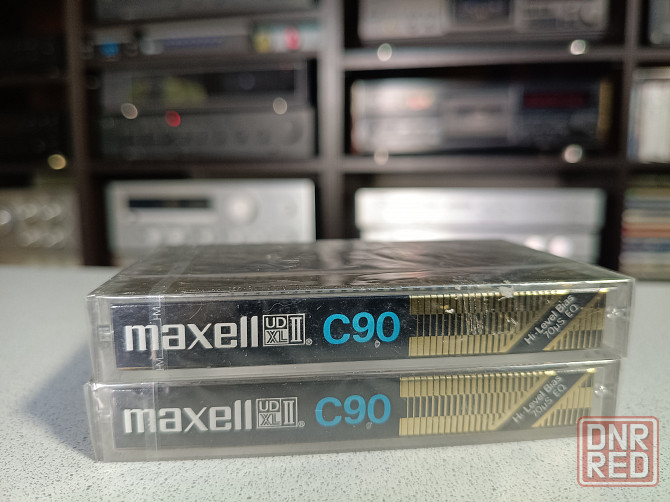 maxell UD XL II ® C90
Hi-Level Bias
70μS EQ
maxell UD XL II ® C90
Hi-Level Bias
70μS EQ
DNR
RED